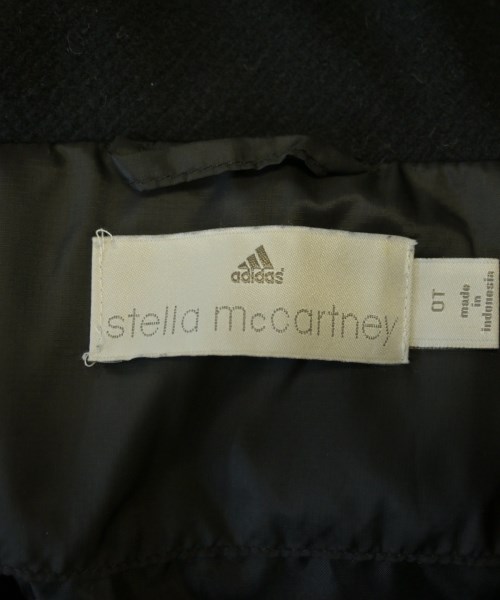 adidas
stella mccartney
OT
made
in
indonesia